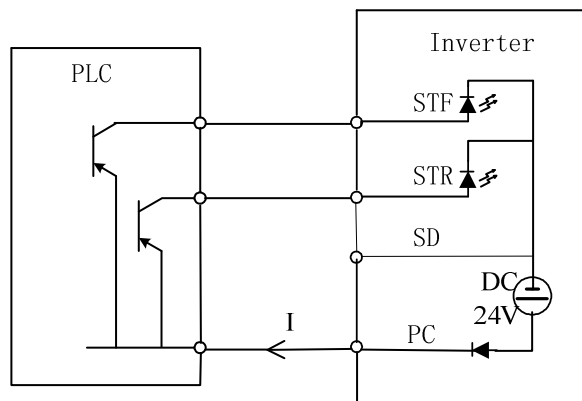 Inverter
PLC
STF
STR
SD
DC
24V
I
PC